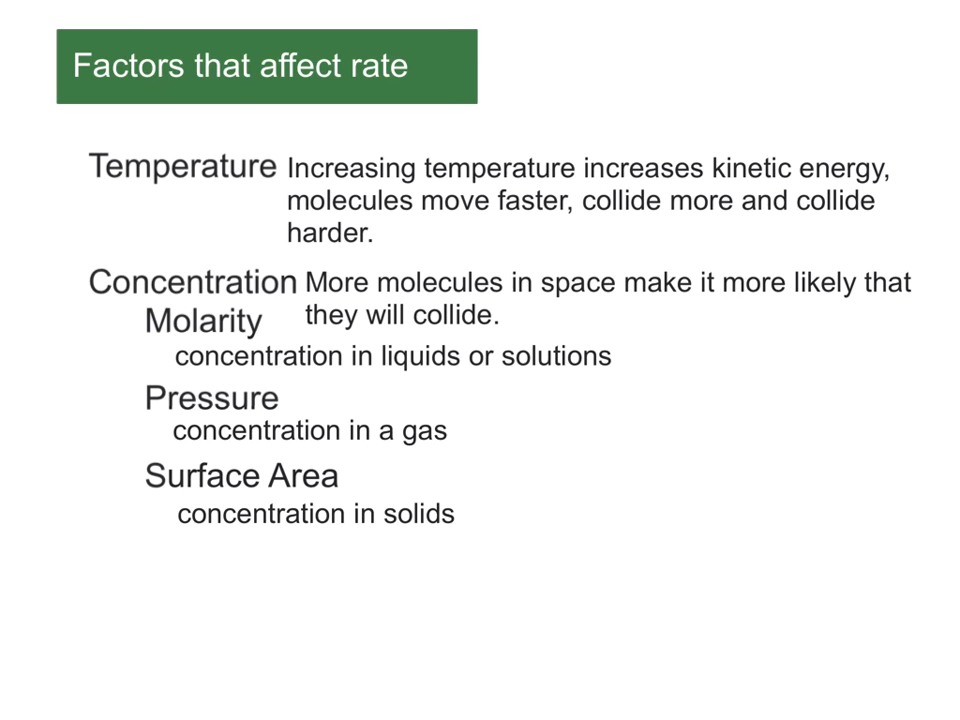 Factors that affect rate
Temperature Increasing temperature increases kinetic energy,
molecules move faster, collide more and collide
harder.
Concentration More molecules in space make it more likely that
they will collide.
Molarity
concentration in liquids or solutions
Pressure
concentration in a gas
Surface Area
concentration in solids